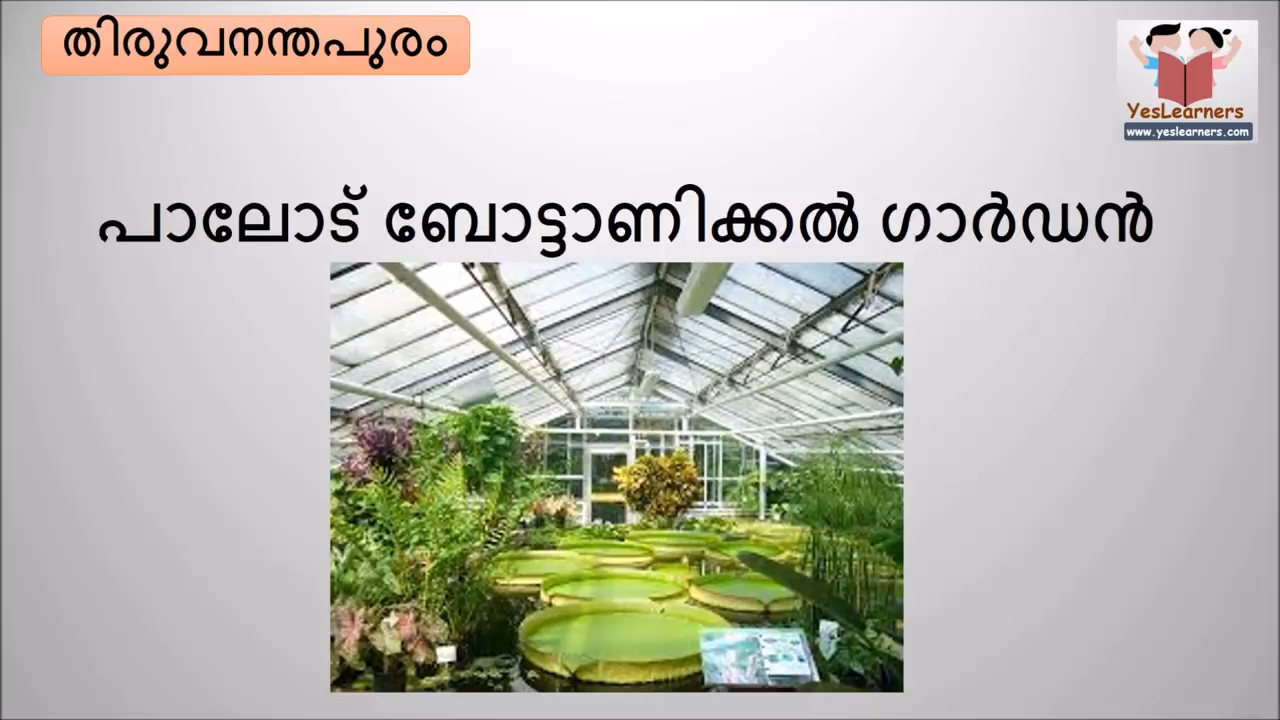 തിരുവനന്തപുരം
YesLearners
www.yeslearners.com
പാലോട് ബോട്ടാണിക്കൽ ഗാർഡൻ